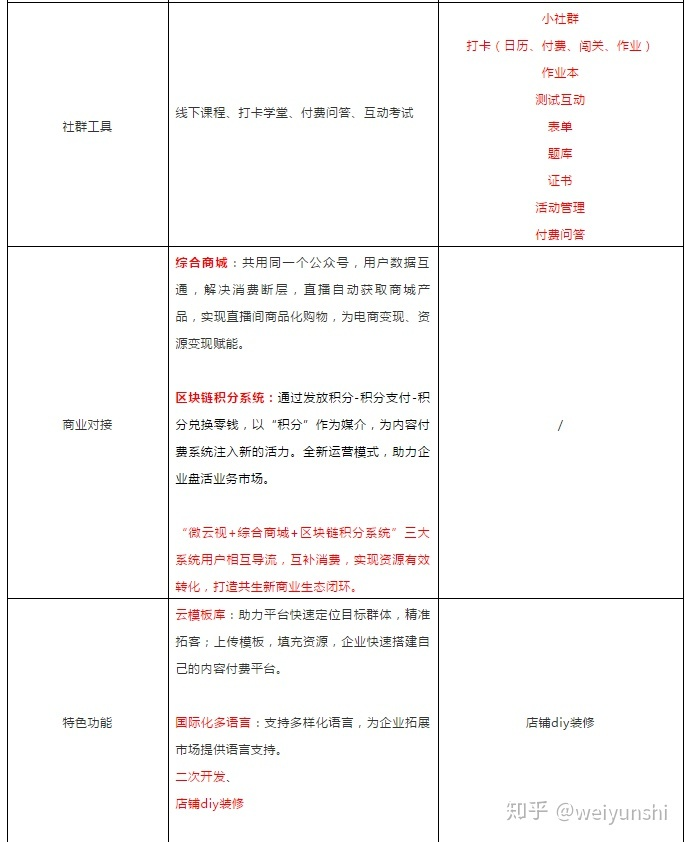 社群工具
线下课程、打卡学堂、付费问答、互动考试
小社群
打卡（日历、付费、闯关、作业）
作业本
测试互动
表单
题库
证书
活动管理
付费问答
商业对接
综合商城：共用同一个公众号，用户数据互
通，解决消费断层，直播自动获取商城产
品，实现直播间商品化购物，为电商变现、资
源变现赋能。
区块链积分系统：通过发放积分-积分支付-积
分兑换零钱，以“积分”作为媒介，为内容付
费系统注入新的活力。全新运营模式，助力企
业盘活业务市场。
“微云视+综合商城+区块链积分系统”三大
系统用户相互导流，互补消费，实现资源有效
转化，打造共生新商业生态闭环。
/
特色功能
云模板库：助力平台快速定位目标群体，精准
拓客；上传模板，填充资源，企业快速搭建自
己的内容付费平台。
国际化多语言：支持多样化语言，为企业拓展
市场提供语言支持。
二次开发、
店铺diy装修
店铺diy装修
知乎 @weiyunshi